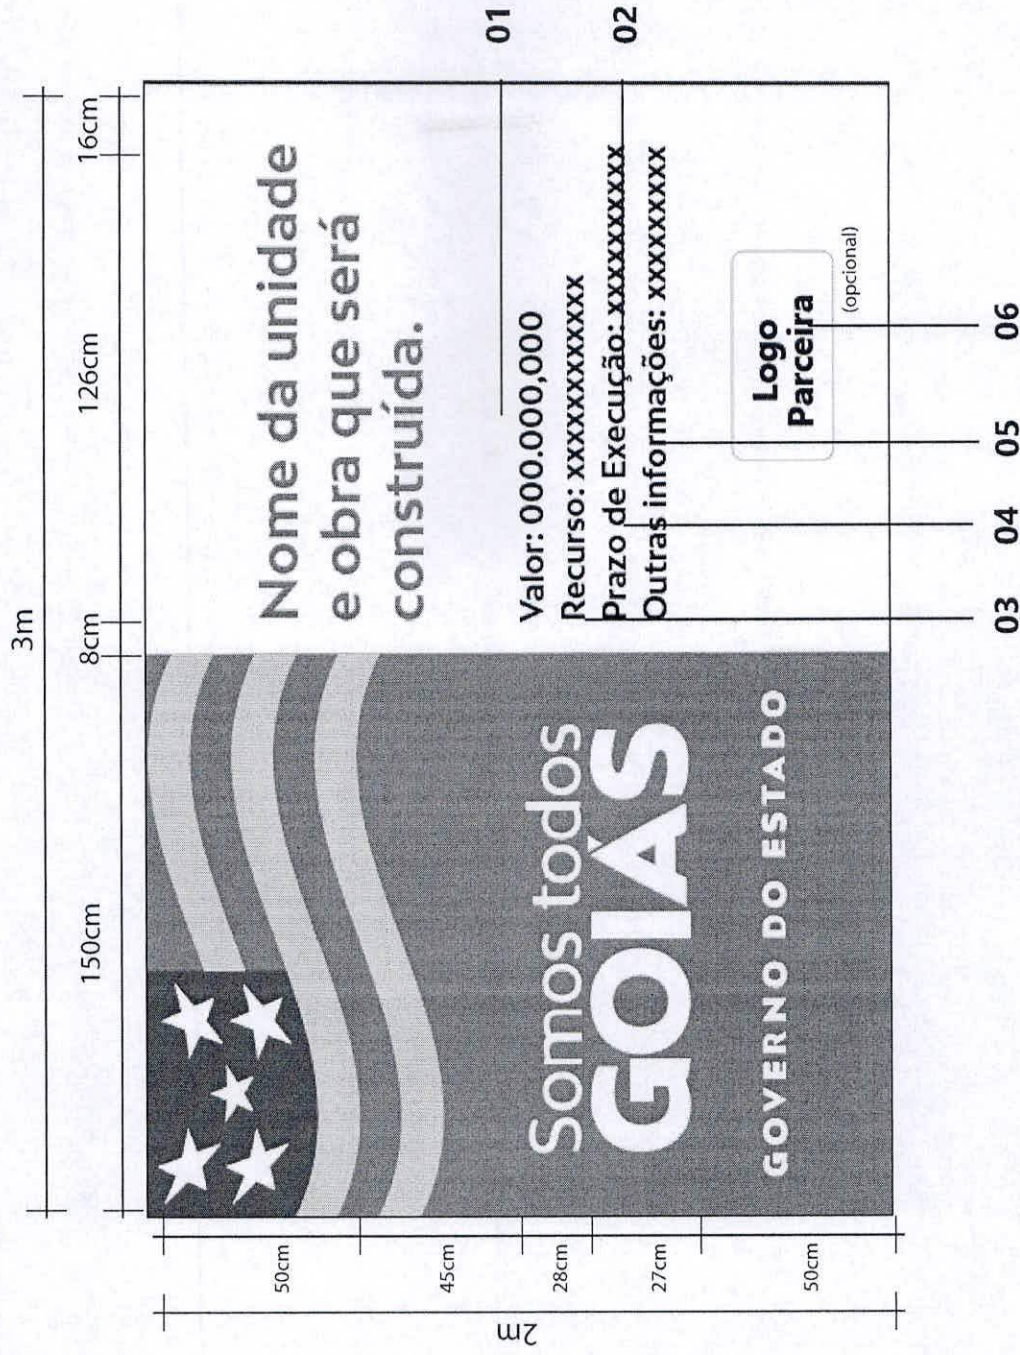 3m
150cm
8cm
126cm
16cm
2m
50cm
45cm
28cm
27cm
50cm
Somos todos
GOIÁS
GOVERNO DO ESTADO
Nome da unidade
e obra que será
construída.
Valor: 000.000,000
Recurso: xxxxxxxxxxxxx
Prazo de Execução: xxxxxxxxxxx
Outras informações: xxxxxxxxx
Logo
Parceira
(opcional)
01
02
03
04
05
06